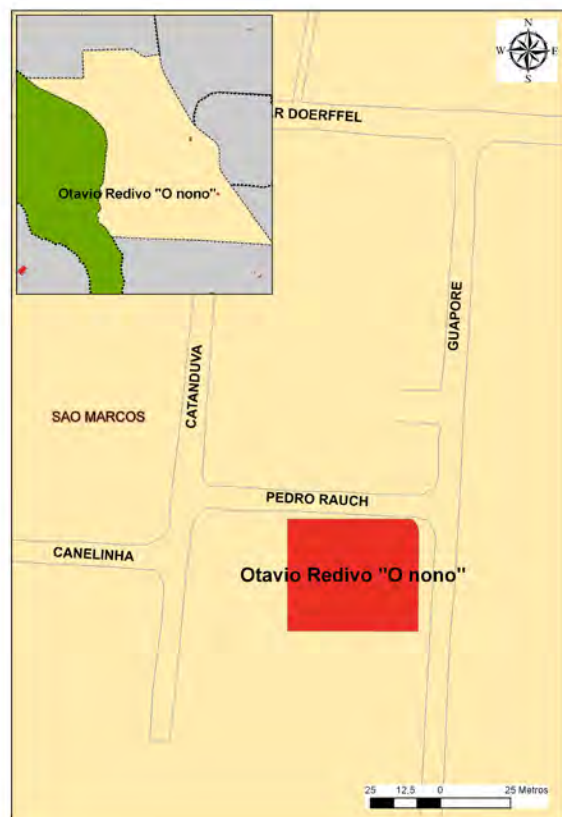 N
W E
S
R DOERFFEL
Otavio Redivo "O nono"
GUAPORE
CATANDUVA
SAO MARCOS
PEDRO RAUCH
CANELINHA
Otavio Redivo "O nono"
25 12,5 0 25 Metros